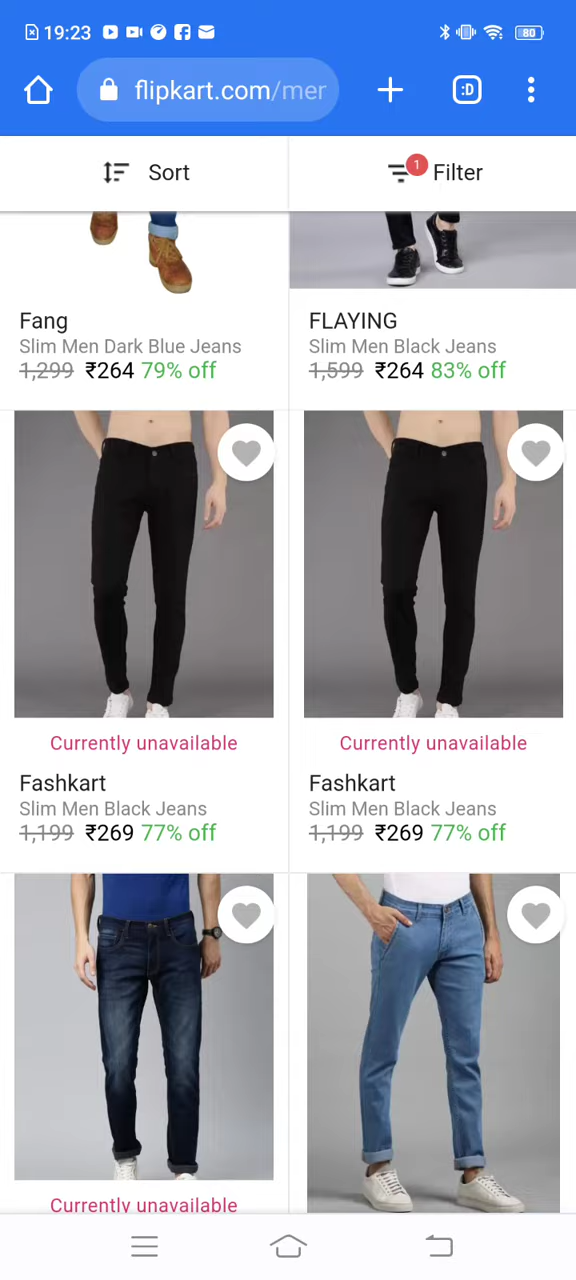 19:23
80
flipkart.com/mer
:D
Sort
1
Filter
Fang
Slim Men Dark Blue Jeans
1,299 ₹264 79% off
FLAYING
Slim Men Black Jeans
1,599 ₹264 83% off
Currently unavailable
Fashkart
Slim Men Black Jeans
1,199 ₹269 77% off
Currently unavailable
Fashkart
Slim Men Black Jeans
1,199 ₹269 77% off
Currently unavailable